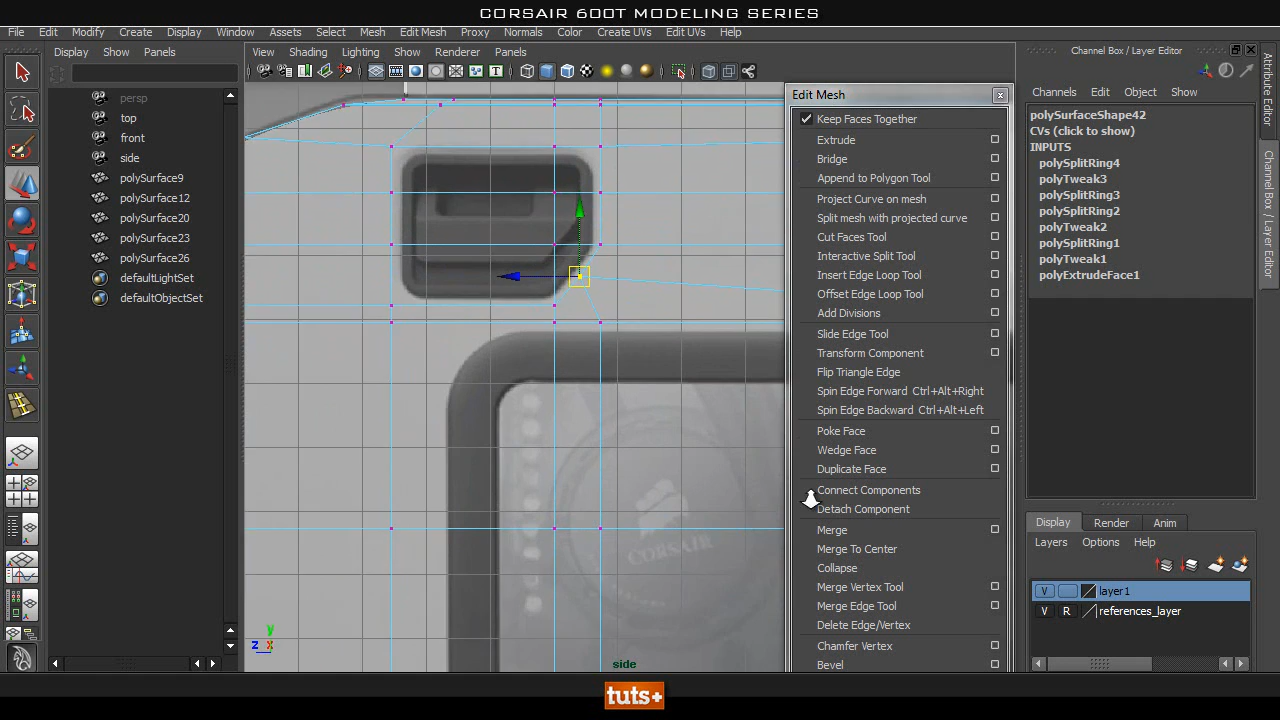 CORSAIR 600T MODELING SERIES
File Edit Modify Create Display Window Assets Select Mesh Edit Mesh Proxy Normals Color Create UVs Edit UVs Help
Display Show Panels
persp
top
front
side
polySurface9
polySurface12
polySurface20
polySurface23
polySurface26
defaultLightSet
defaultObjectSet
View Shading Lighting Show Renderer Panels
CORSAIR
side
y
z x
Edit Mesh
Keep Faces Together
Extrude
Bridge
Append to Polygon Tool
Project Curve on mesh
Split mesh with projected curve
Cut Faces Tool
Interactive Split Tool
Insert Edge Loop Tool
Offset Edge Loop Tool
Add Divisions
Slide Edge Tool
Transform Component
Flip Triangle Edge
Spin Edge Forward Ctrl+Alt+Right
Spin Edge Backward Ctrl+Alt+Left
Poke Face
Wedge Face
Duplicate Face
Connect Components
Detach Component
Merge
Merge To Center
Collapse
Merge Vertex Tool
Merge Edge Tool
Delete Edge/Vertex
Chamfer Vertex
Bevel
Channel Box / Layer Editor
Channels Edit Object Show
polySurfaceShape42
CVs (click to show)
INPUTS
polySplitRing4
polyTweak3
polySplitRing3
polySplitRing2
polyTweak2
polySplitRing1
polyTweak1
polyExtrudeFace1
Display Render Anim
Layers Options Help
V layer1
V R references_layer
Attribute Editor
Channel Box / Layer Editor
tuts+